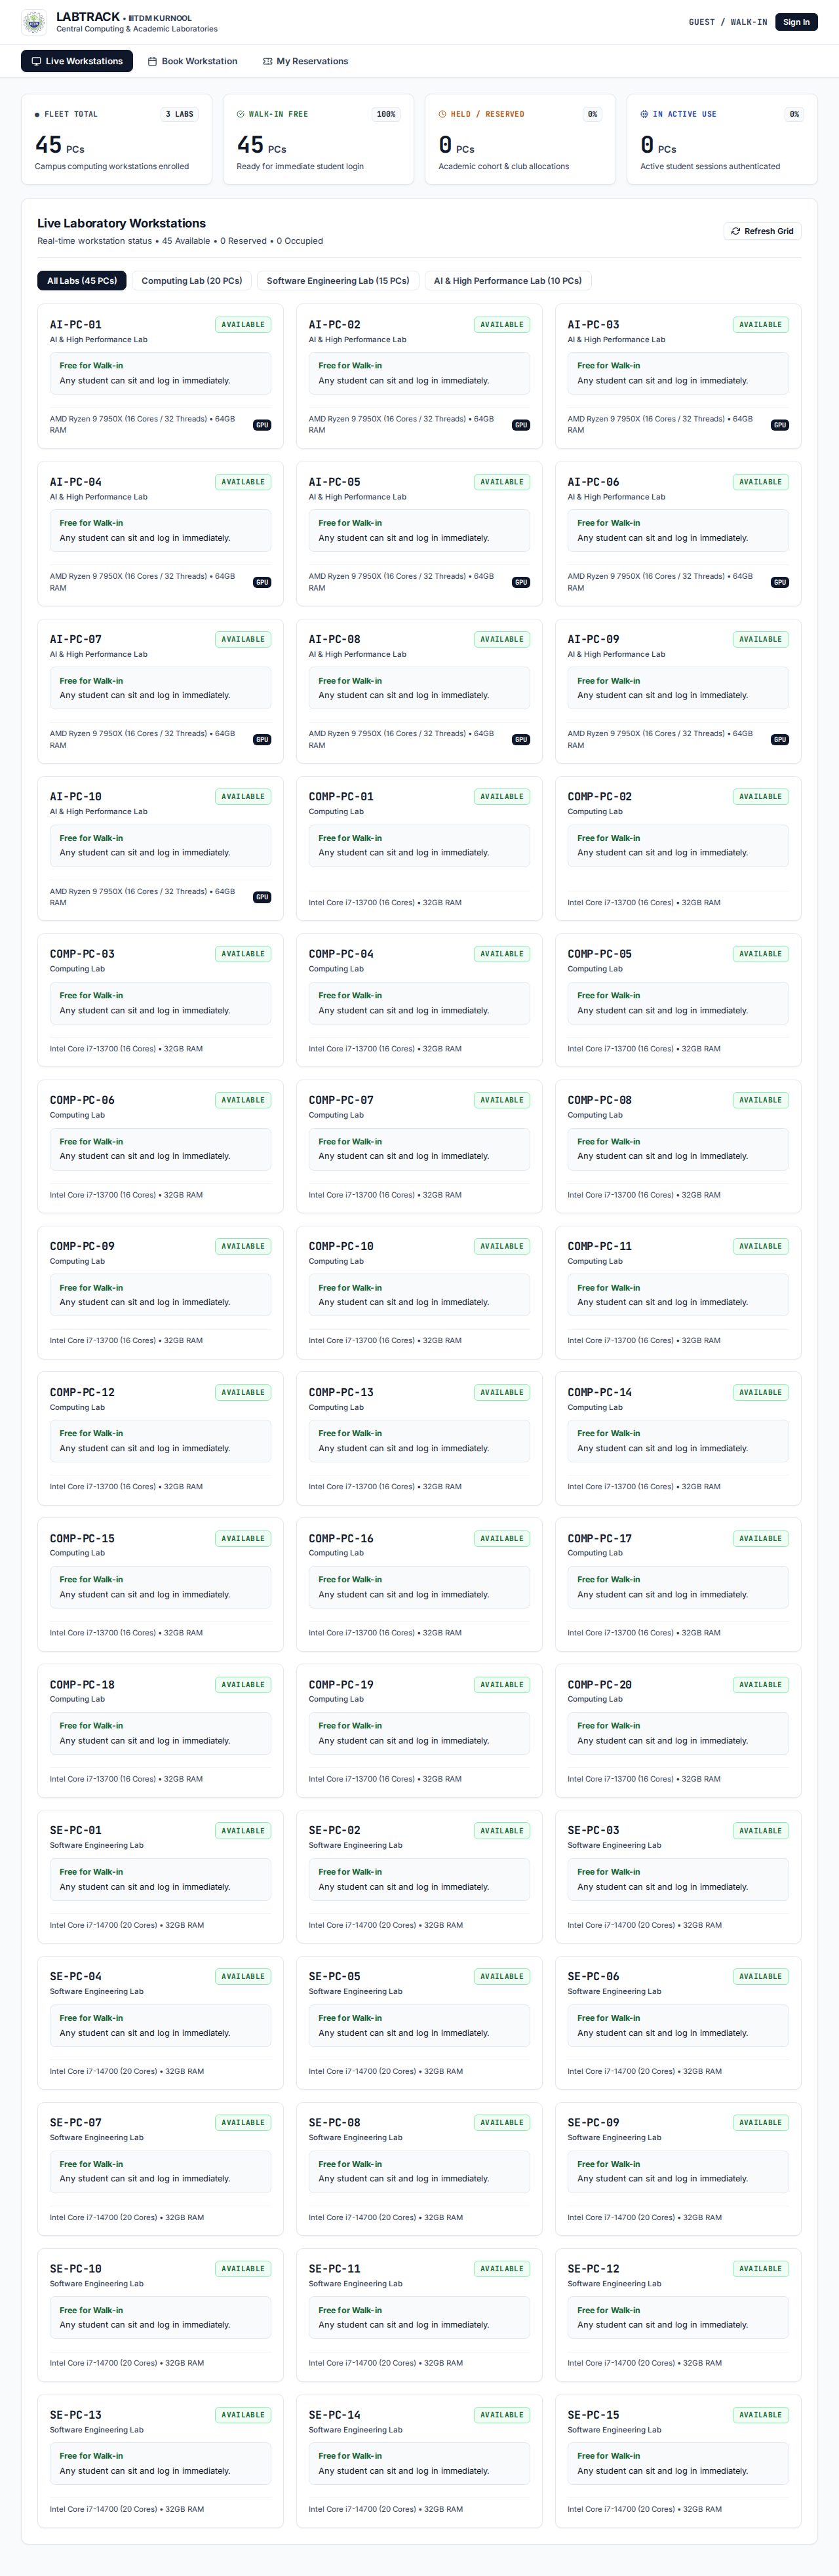 LABTRACK • IIITDM KURNOOL
Central Computing & Academic Laboratories
GUEST / WALK-IN
Sign In
Live Workstations
Book Workstation
My Reservations
FLEET TOTAL
3 LABS
45 PCs
Campus computing workstations enrolled
WALK-IN FREE
100%
45 PCs
Ready for immediate student login
HELD / RESERVED
0%
0 PCs
Academic cohort & club allocations
IN ACTIVE USE
0%
0 PCs
Active student sessions authenticated
Live Laboratory Workstations
Real-time workstation status • 45 Available • 0 Reserved • 0 Occupied
Refresh Grid
All Labs (45 PCs)
Computing Lab (20 PCs)
Software Engineering Lab (15 PCs)
AI & High Performance Lab (10 PCs)
AI-PC-01
AVAILABLE
AI & High Performance Lab
Free for Walk-in
Any student can sit and log in immediately.
AMD Ryzen 9 7950X (16 Cores / 32 Threads) • 64GB
RAM
GPU
AI-PC-02
AVAILABLE
AI & High Performance Lab
Free for Walk-in
Any student can sit and log in immediately.
AMD Ryzen 9 7950X (16 Cores / 32 Threads) • 64GB
RAM
GPU
AI-PC-03
AVAILABLE
AI & High Performance Lab
Free for Walk-in
Any student can sit and log in immediately.
AMD Ryzen 9 7950X (16 Cores / 32 Threads) • 64GB
RAM
GPU
AI-PC-04
AVAILABLE
AI & High Performance Lab
Free for Walk-in
Any student can sit and log in immediately.
AMD Ryzen 9 7950X (16 Cores / 32 Threads) • 64GB
RAM
GPU
AI-PC-05
AVAILABLE
AI & High Performance Lab
Free for Walk-in
Any student can sit and log in immediately.
AMD Ryzen 9 7950X (16 Cores / 32 Threads) • 64GB
RAM
GPU
AI-PC-06
AVAILABLE
AI & High Performance Lab
Free for Walk-in
Any student can sit and log in immediately.
AMD Ryzen 9 7950X (16 Cores / 32 Threads) • 64GB
RAM
GPU
AI-PC-07
AVAILABLE
AI & High Performance Lab
Free for Walk-in
Any student can sit and log in immediately.
AMD Ryzen 9 7950X (16 Cores / 32 Threads) • 64GB
RAM
GPU
AI-PC-08
AVAILABLE
AI & High Performance Lab
Free for Walk-in
Any student can sit and log in immediately.
AMD Ryzen 9 7950X (16 Cores / 32 Threads) • 64GB
RAM
GPU
AI-PC-09
AVAILABLE
AI & High Performance Lab
Free for Walk-in
Any student can sit and log in immediately.
AMD Ryzen 9 7950X (16 Cores / 32 Threads) • 64GB
RAM
GPU
AI-PC-10
AVAILABLE
AI & High Performance Lab
Free for Walk-in
Any student can sit and log in immediately.
AMD Ryzen 9 7950X (16 Cores / 32 Threads) • 64GB
RAM
GPU
COMP-PC-01
AVAILABLE
Computing Lab
Free for Walk-in
Any student can sit and log in immediately.
Intel Core i7-13700 (16 Cores) • 32GB RAM
COMP-PC-02
AVAILABLE
Computing Lab
Free for Walk-in
Any student can sit and log in immediately.
Intel Core i7-13700 (16 Cores) • 32GB RAM
COMP-PC-03
AVAILABLE
Computing Lab
Free for Walk-in
Any student can sit and log in immediately.
Intel Core i7-13700 (16 Cores) • 32GB RAM
COMP-PC-04
AVAILABLE
Computing Lab
Free for Walk-in
Any student can sit and log in immediately.
Intel Core i7-13700 (16 Cores) • 32GB RAM
COMP-PC-05
AVAILABLE
Computing Lab
Free for Walk-in
Any student can sit and log in immediately.
Intel Core i7-13700 (16 Cores) • 32GB RAM
COMP-PC-06
AVAILABLE
Computing Lab
Free for Walk-in
Any student can sit and log in immediately.
Intel Core i7-13700 (16 Cores) • 32GB RAM
COMP-PC-07
AVAILABLE
Computing Lab
Free for Walk-in
Any student can sit and log in immediately.
Intel Core i7-13700 (16 Cores) • 32GB RAM
COMP-PC-08
AVAILABLE
Computing Lab
Free for Walk-in
Any student can sit and log in immediately.
Intel Core i7-13700 (16 Cores) • 32GB RAM
COMP-PC-09
AVAILABLE
Computing Lab
Free for Walk-in
Any student can sit and log in immediately.
Intel Core i7-13700 (16 Cores) • 32GB RAM
COMP-PC-10
AVAILABLE
Computing Lab
Free for Walk-in
Any student can sit and log in immediately.
Intel Core i7-13700 (16 Cores) • 32GB RAM
COMP-PC-11
AVAILABLE
Computing Lab
Free for Walk-in
Any student can sit and log in immediately.
Intel Core i7-13700 (16 Cores) • 32GB RAM
COMP-PC-12
AVAILABLE
Computing Lab
Free for Walk-in
Any student can sit and log in immediately.
Intel Core i7-13700 (16 Cores) • 32GB RAM
COMP-PC-13
AVAILABLE
Computing Lab
Free for Walk-in
Any student can sit and log in immediately.
Intel Core i7-13700 (16 Cores) • 32GB RAM
COMP-PC-14
AVAILABLE
Computing Lab
Free for Walk-in
Any student can sit and log in immediately.
Intel Core i7-13700 (16 Cores) • 32GB RAM
COMP-PC-15
AVAILABLE
Computing Lab
Free for Walk-in
Any student can sit and log in immediately.
Intel Core i7-13700 (16 Cores) • 32GB RAM
COMP-PC-16
AVAILABLE
Computing Lab
Free for Walk-in
Any student can sit and log in immediately.
Intel Core i7-13700 (16 Cores) • 32GB RAM
COMP-PC-17
AVAILABLE
Computing Lab
Free for Walk-in
Any student can sit and log in immediately.
Intel Core i7-13700 (16 Cores) • 32GB RAM
COMP-PC-18
AVAILABLE
Computing Lab
Free for Walk-in
Any student can sit and log in immediately.
Intel Core i7-13700 (16 Cores) • 32GB RAM
COMP-PC-19
AVAILABLE
Computing Lab
Free for Walk-in
Any student can sit and log in immediately.
Intel Core i7-13700 (16 Cores) • 32GB RAM
COMP-PC-20
AVAILABLE
Computing Lab
Free for Walk-in
Any student can sit and log in immediately.
Intel Core i7-13700 (16 Cores) • 32GB RAM
SE-PC-01
AVAILABLE
Software Engineering Lab
Free for Walk-in
Any student can sit and log in immediately.
Intel Core i7-14700 (20 Cores) • 32GB RAM
SE-PC-02
AVAILABLE
Software Engineering Lab
Free for Walk-in
Any student can sit and log in immediately.
Intel Core i7-14700 (20 Cores) • 32GB RAM
SE-PC-03
AVAILABLE
Software Engineering Lab
Free for Walk-in
Any student can sit and log in immediately.
Intel Core i7-14700 (20 Cores) • 32GB RAM
SE-PC-04
AVAILABLE
Software Engineering Lab
Free for Walk-in
Any student can sit and log in immediately.
Intel Core i7-14700 (20 Cores) • 32GB RAM
SE-PC-05
AVAILABLE
Software Engineering Lab
Free for Walk-in
Any student can sit and log in immediately.
Intel Core i7-14700 (20 Cores) • 32GB RAM
SE-PC-06
AVAILABLE
Software Engineering Lab
Free for Walk-in
Any student can sit and log in immediately.
Intel Core i7-14700 (20 Cores) • 32GB RAM
SE-PC-07
AVAILABLE
Software Engineering Lab
Free for Walk-in
Any student can sit and log in immediately.
Intel Core i7-14700 (20 Cores) • 32GB RAM
SE-PC-08
AVAILABLE
Software Engineering Lab
Free for Walk-in
Any student can sit and log in immediately.
Intel Core i7-14700 (20 Cores) • 32GB RAM
SE-PC-09
AVAILABLE
Software Engineering Lab
Free for Walk-in
Any student can sit and log in immediately.
Intel Core i7-14700 (20 Cores) • 32GB RAM
SE-PC-10
AVAILABLE
Software Engineering Lab
Free for Walk-in
Any student can sit and log in immediately.
Intel Core i7-14700 (20 Cores) • 32GB RAM
SE-PC-11
AVAILABLE
Software Engineering Lab
Free for Walk-in
Any student can sit and log in immediately.
Intel Core i7-14700 (20 Cores) • 32GB RAM
SE-PC-12
AVAILABLE
Software Engineering Lab
Free for Walk-in
Any student can sit and log in immediately.
Intel Core i7-14700 (20 Cores) • 32GB RAM
SE-PC-13
AVAILABLE
Software Engineering Lab
Free for Walk-in
Any student can sit and log in immediately.
Intel Core i7-14700 (20 Cores) • 32GB RAM
SE-PC-14
AVAILABLE
Software Engineering Lab
Free for Walk-in
Any student can sit and log in immediately.
Intel Core i7-14700 (20 Cores) • 32GB RAM
SE-PC-15
AVAILABLE
Software Engineering Lab
Free for Walk-in
Any student can sit and log in immediately.
Intel Core i7-14700 (20 Cores) • 32GB RAM